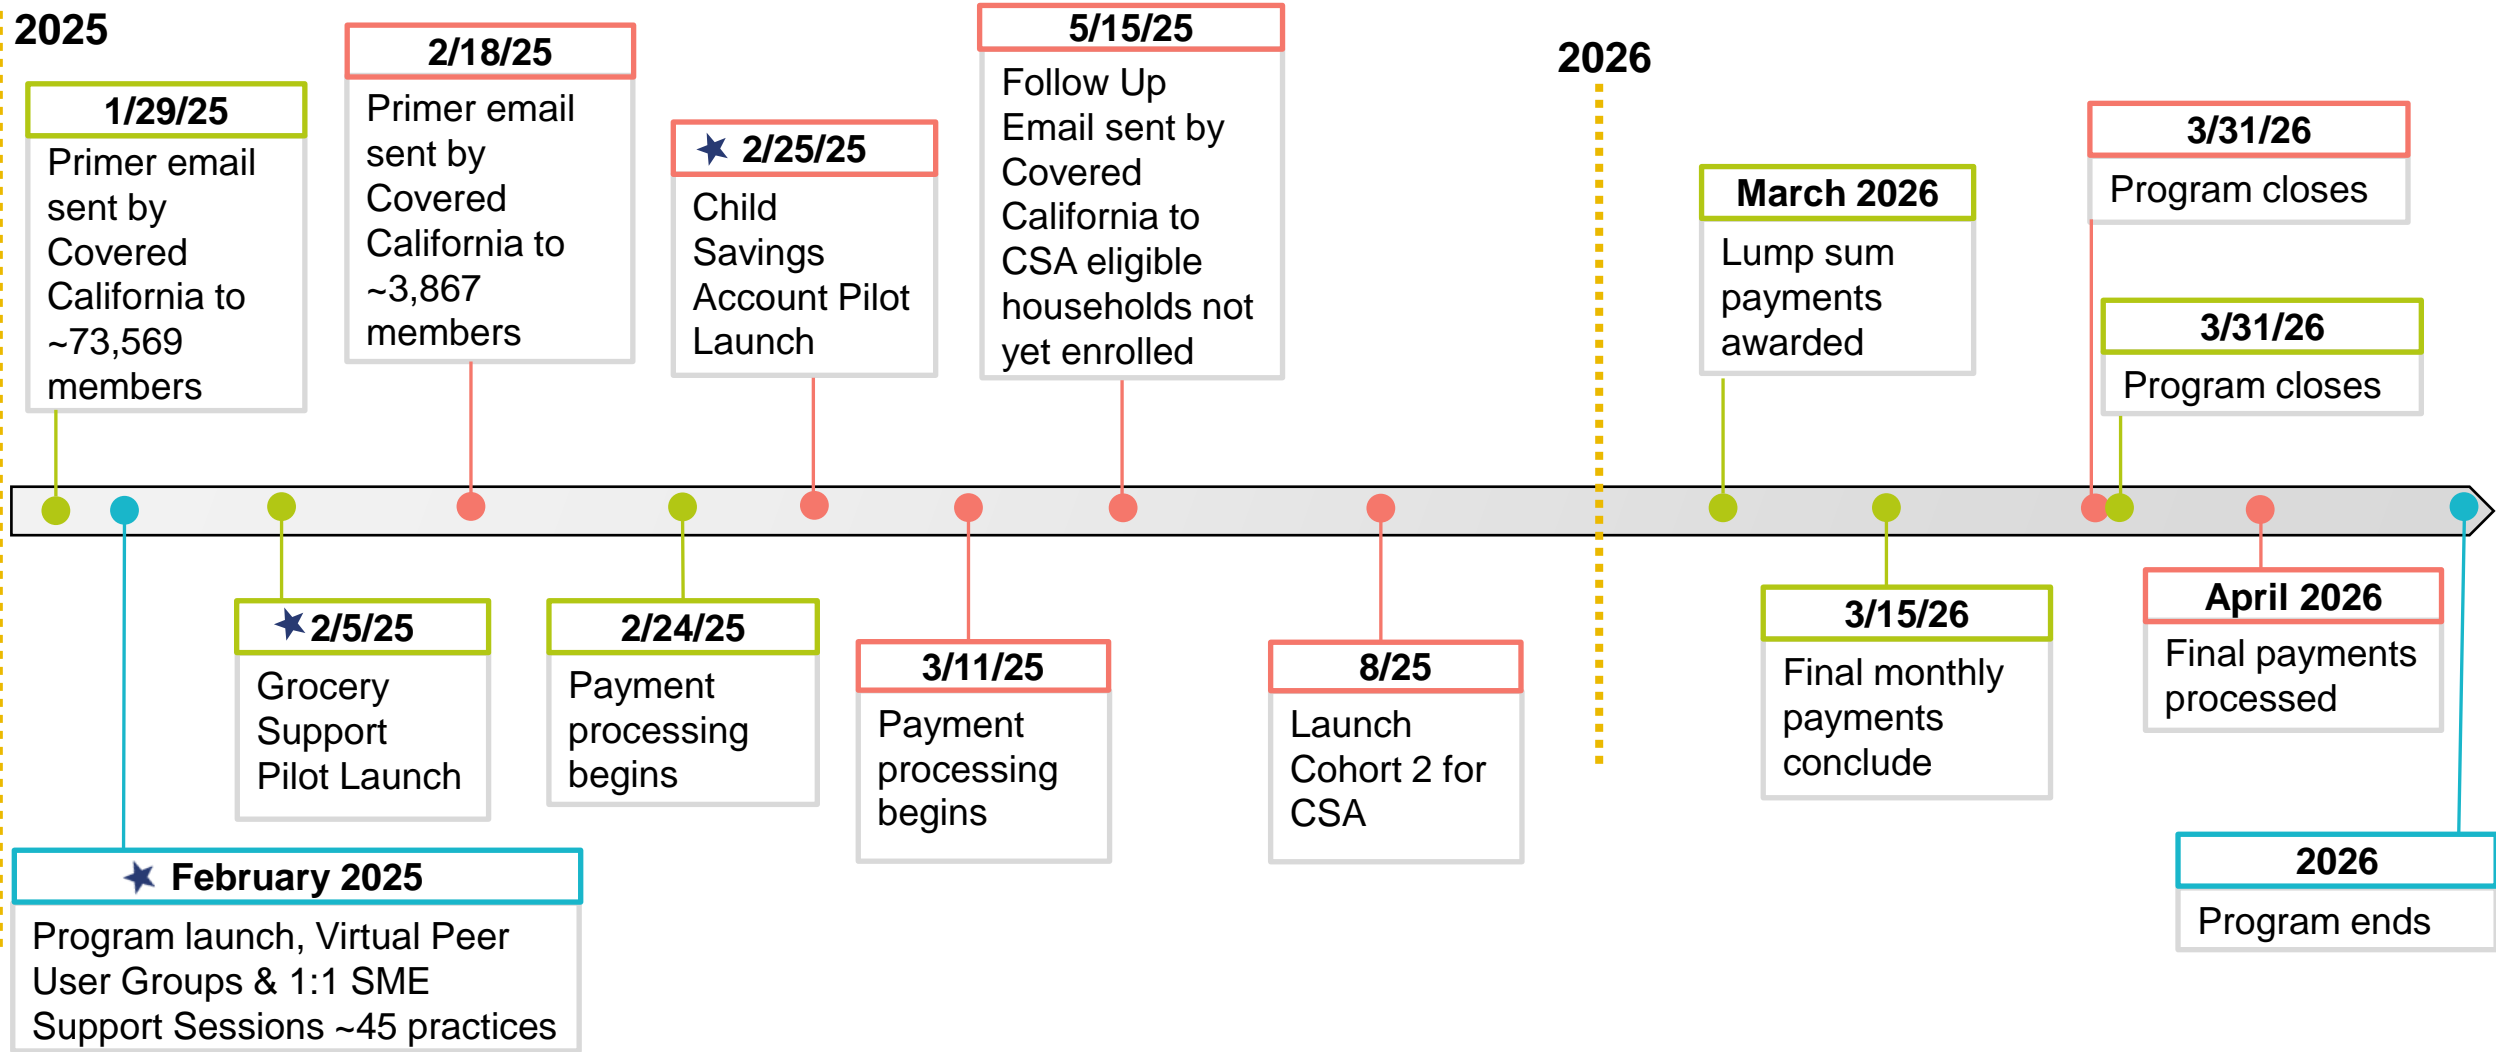 2025
1/29/25
Primer email
sent by
Covered
California to
~73,569
members
2/18/25
Primer email
sent by
Covered
California to
~3,867
members
2/25/25
Child
Savings
Account Pilot
Launch
5/15/25
Follow Up
Email sent by
Covered
California to
CSA eligible
households not
yet enrolled
2026
March 2026
Lump sum
payments
awarded
3/31/26
Program closes
3/31/26
Program closes
February 2025
Program launch, Virtual Peer
User Groups & 1:1 SME
Support Sessions ~45 practices
2/5/25
Grocery
Support
Pilot Launch
2/24/25
Payment
processing
begins
3/11/25
Payment
processing
begins
8/25
Launch
Cohort 2 for
CSA
3/15/26
Final monthly
payments
conclude
April 2026
Final payments
processed
2026
Program ends